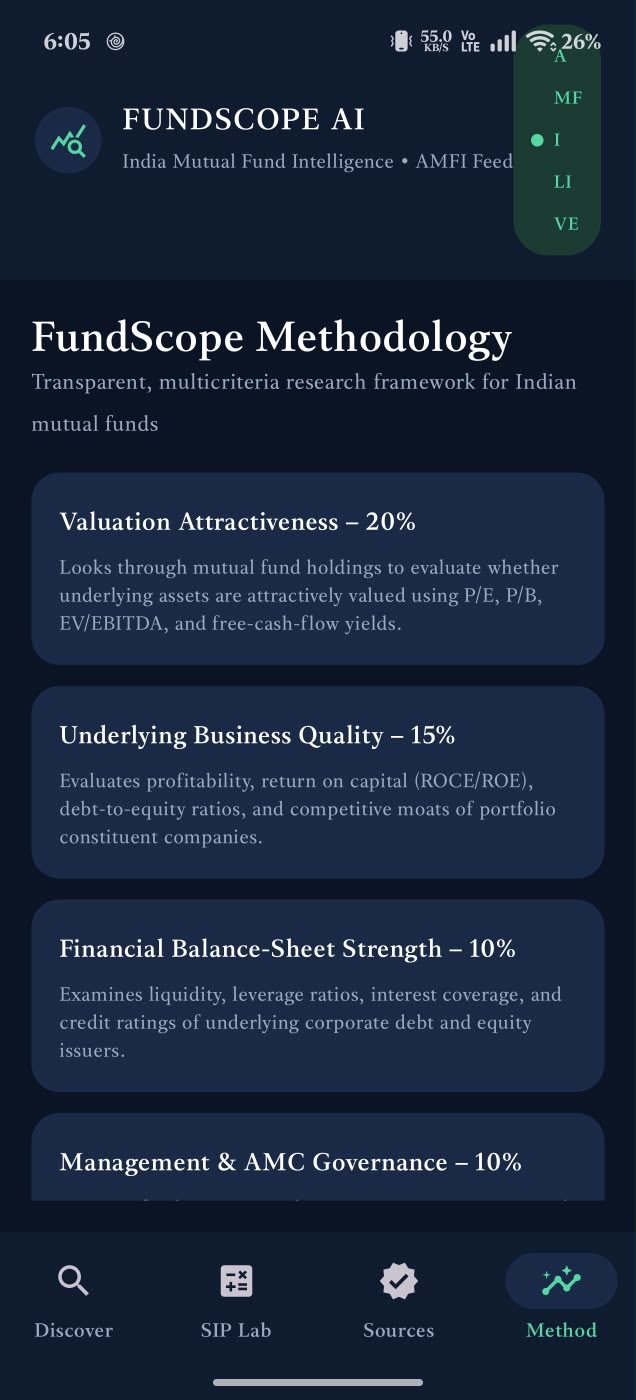 6:05
55.0
KB/S
Vo
LTE
26%
FUNDSCOPE AI
India Mutual Fund Intelligence • AMFI Feed
A
MF
I
LI
VE
FundScope Methodology
Transparent, multicriteria research framework for Indian
mutual funds
Valuation Attractiveness – 20%
Looks through mutual fund holdings to evaluate whether
underlying assets are attractively valued using P/E, P/B,
EV/EBITDA, and free-cash-flow yields.
Underlying Business Quality – 15%
Evaluates profitability, return on capital (ROCE/ROE),
debt-to-equity ratios, and competitive moats of portfolio
constituent companies.
Financial Balance-Sheet Strength – 10%
Examines liquidity, leverage ratios, interest coverage, and
credit ratings of underlying corporate debt and equity
issuers.
Management & AMC Governance – 10%
Discover
SIP Lab
Sources
Method